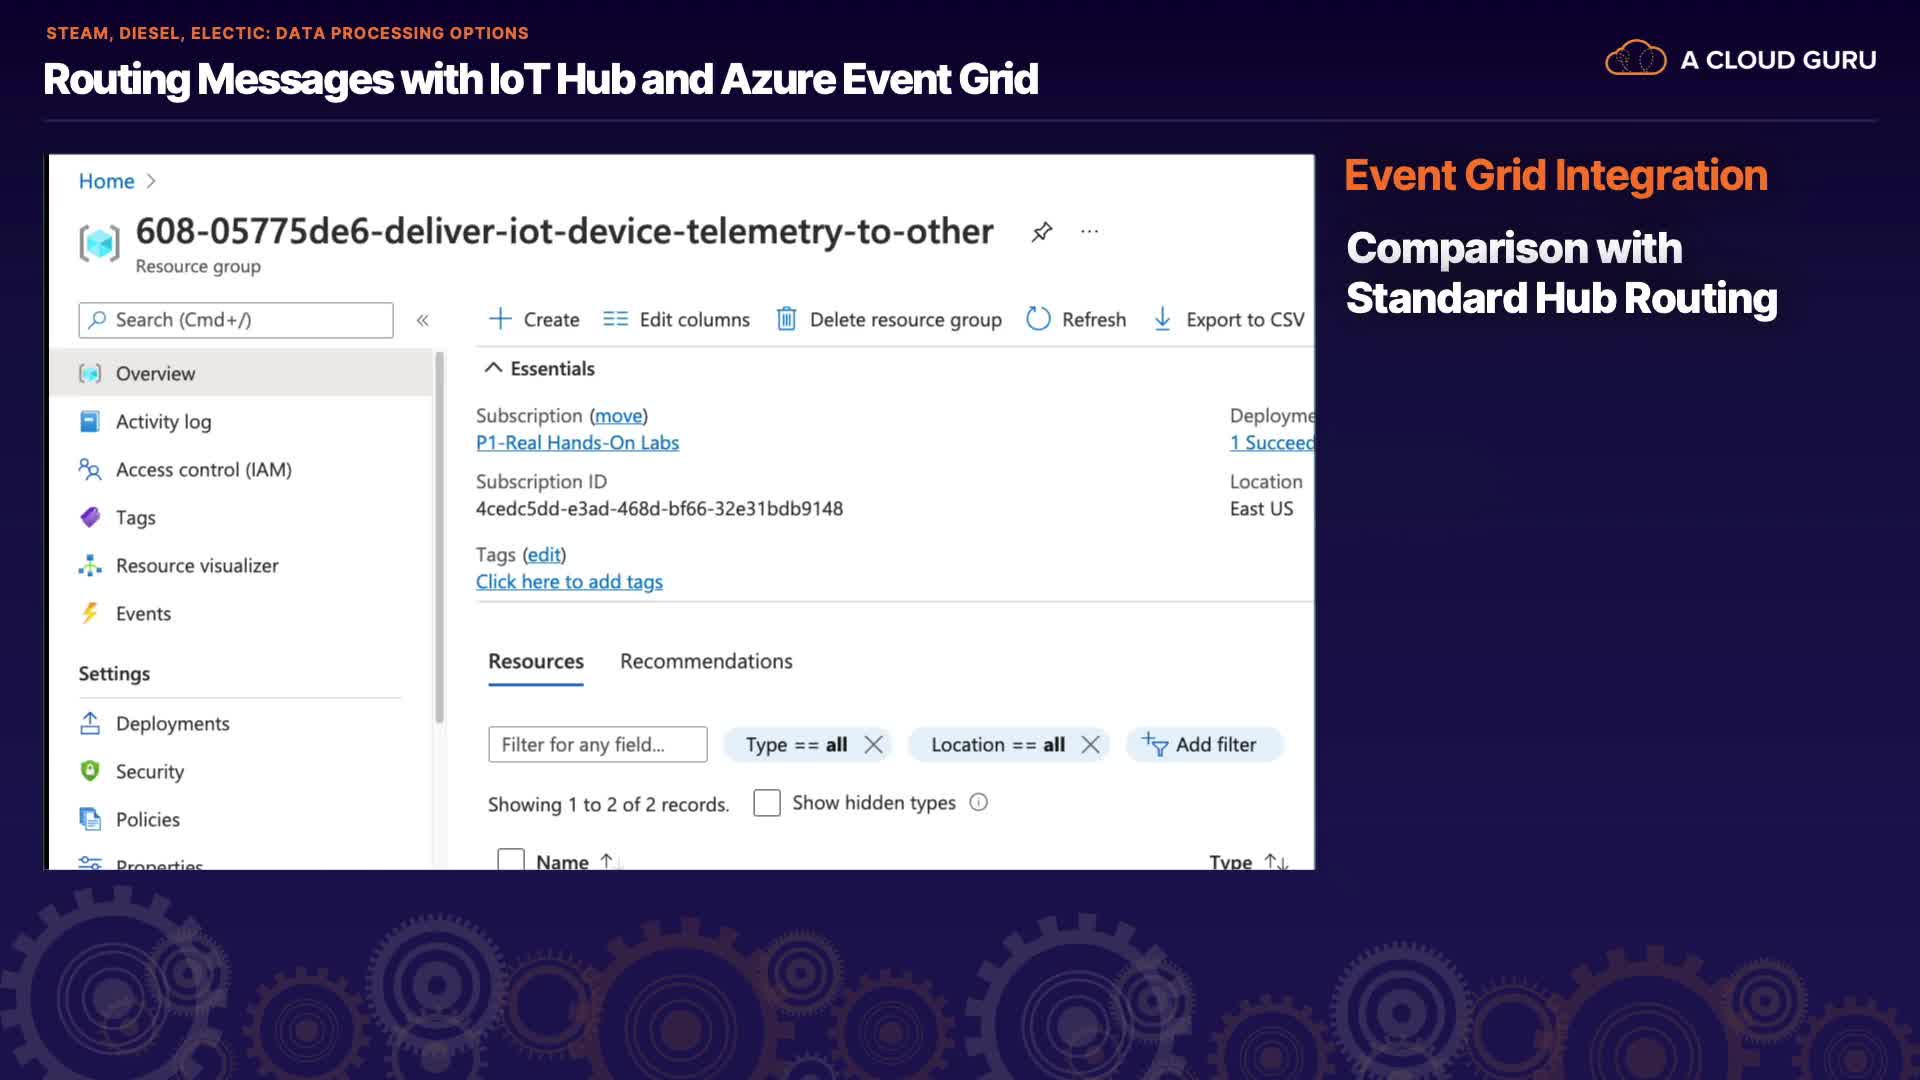 STEAM, DIESEL, ELECTIC: DATA PROCESSING OPTIONS
Routing Messages with IoT Hub and Azure Event Grid
A CLOUD GURU
Home
608-05775de6-deliver-iot-device-telemetry-to-other
Resource group
Search (Cmd+/)
Overview
Activity log
Access control (IAM)
Tags
Resource visualizer
Events
Settings
Deployments
Security
Policies
Properties
Create Edit columns Delete resource group Refresh Export to CSV
Essentials
Subscription (move)
P1-Real Hands-On Labs
Subscription ID
4cedc5dd-e3ad-468d-bf66-32e31bdb9148
Tags (edit)
Click here to add tags
Deployme
1 Succeed
Location
East US
Resources Recommendations
Filter for any field... Type == all Location == all Add filter
Showing 1 to 2 of 2 records. Show hidden types
Name Type
Event Grid Integration
Comparison with
Standard Hub Routing